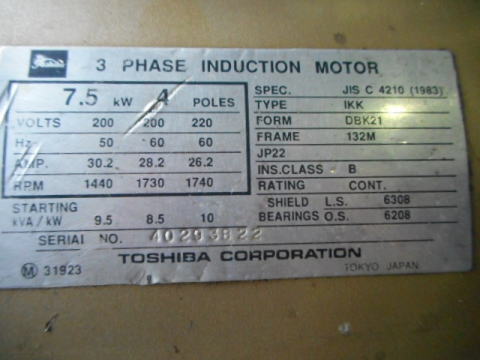 3 PHASE INDUCTION MOTOR
7.5 kW 4 POLES
VOLTS 200 200 220
Hz 50 60 60
AMP. 30.2 28.2 26.2
RPM 1440 1730 1740
STARTING
kVA/kW 9.5 8.5 10
SPEC. JIS C 4210 (1983)
TYPE IKK
FORM DBK21
FRAME 132M
JP22
INS.CLASS B
RATING CONT.
SHIELD L.S. 6308
BEARINGS O.S. 6208
SERIAL NO. 40293822
TOSHIBA CORPORATION
M 31923
TOKYO JAPAN